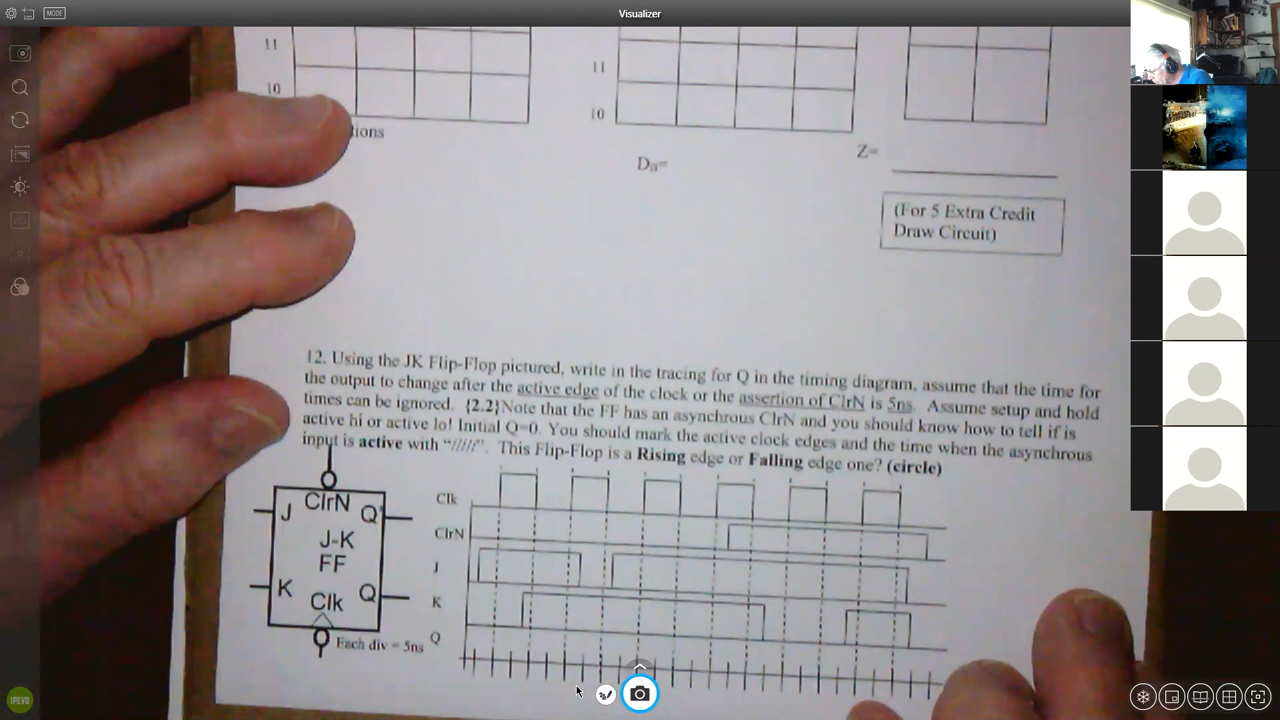 MODE
Visualizer
11
10
11
10
tions
Da=
Z=
(For 5 Extra Credit
Draw Circuit)
12. Using the JK Flip-Flop pictured, write in the tracing for Q in the timing diagram, assume that the time for
the output to change after the active edge of the clock or the assertion of ClrN is 5ns. Assume setup and hold
times can be ignored. {2.2}Note that the FF has an asynchrous ClrN and you should know how to tell if is
active hi or active lo! Initial Q=0. You should mark the active clock edges and the time when the asynchrous
input is active with "/////". This Flip-Flop is a Rising edge or Falling edge one? (circle)
ClrN
J Q'
J-K
FF
K Q
Clk
Each div = 5ns
Clk
ClrN
J
K
Q
IPEVO